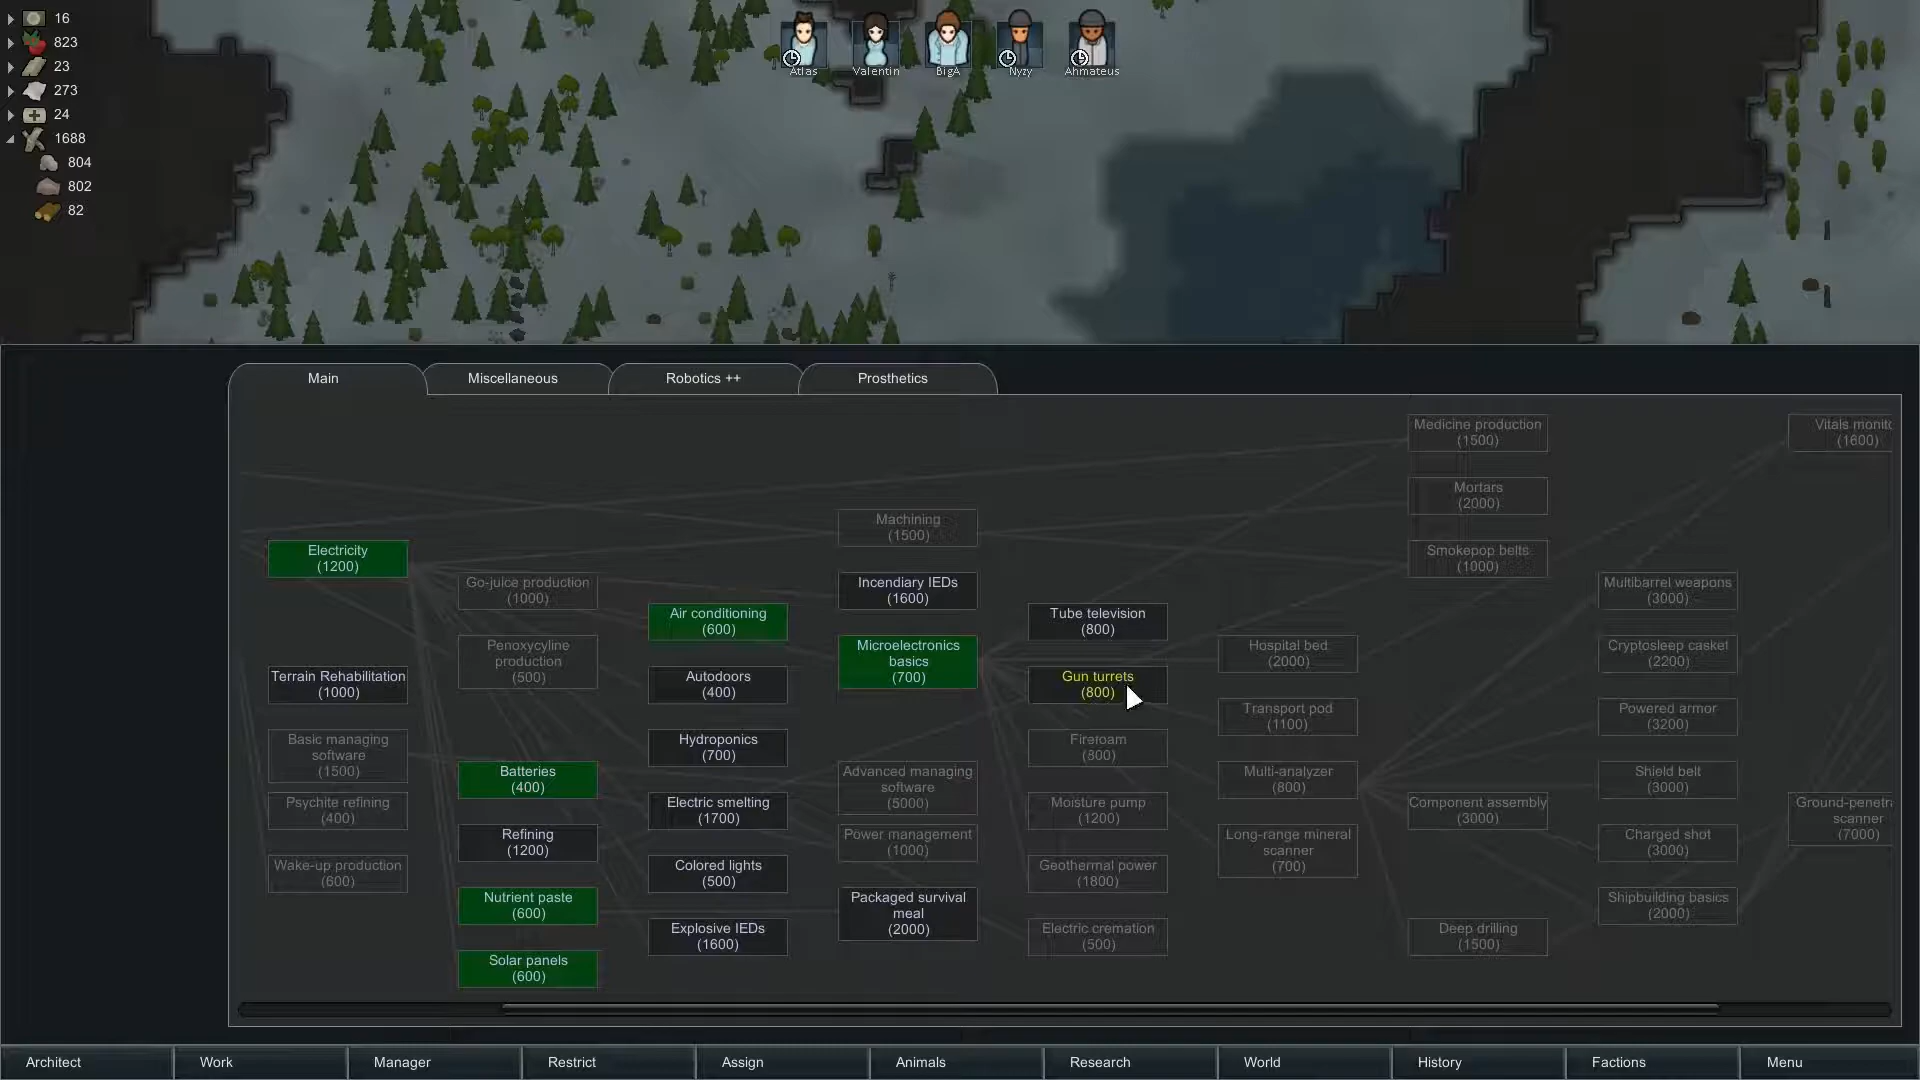 16
823
23
273
24
1688
804
802
82
Atlas
Valentin
BigA
Nyzy
Ahmateus
Main
Miscellaneous
Robotics ++
Prosthetics
Electricity
(1200)
Terrain Rehabilitation
(1000)
Basic managing
software
(1500)
Psychite refining
(400)
Wake-up production
(600)
Go-juice production
(1000)
Penoxycyline
production
(500)
Batteries
(400)
Refining
(1200)
Nutrient paste
(600)
Solar panels
(600)
Air conditioning
(600)
Autodoors
(400)
Hydroponics
(700)
Electric smelting
(1700)
Colored lights
(500)
Explosive IEDs
(1600)
Machining
(1500)
Incendiary IEDs
(1600)
Microelectronics
basics
(700)
Advanced managing
software
(5000)
Power management
(1000)
Packaged survival
meal
(2000)
Tube television
(800)
Gun turrets
(800)
Firefoam
(800)
Moisture pump
(1200)
Geothermal power
(1800)
Electric cremation
(500)
Hospital bed
(2000)
Transport pod
(1100)
Multi-analyzer
(800)
Long-range mineral
scanner
(700)
Medicine production
(1500)
Mortars
(2000)
Smokepop belts
(1000)
Component assembly
(3000)
Deep drilling
(1500)
Multibarrel weapons
(3000)
Cryptosleep casket
(2200)
Powered armor
(3200)
Shield belt
(3000)
Charged shot
(3000)
Shipbuilding basics
(2000)
Vitals monit
(1600)
Ground-penetr
scanner
(7000)
Architect
Work
Manager
Restrict
Assign
Animals
Research
World
History
Factions
Menu